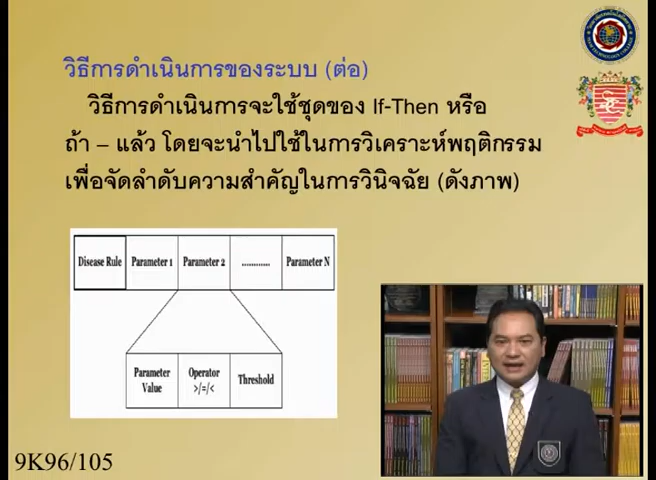 วิธีการดำเนินการของระบบ (ต่อ)
วิธีการดำเนินการจะใช้ชุดของ If-Then หรือ
ถ้า – แล้ว โดยจะนำไปใช้ในการวิเคราะห์พฤติกรรม
เพื่อจัดลำดับความสำคัญในการวินิจฉัย (ดังภาพ)
Disease Rule Parameter 1 Parameter 2 ............ Parameter N
Parameter Value Operator >/=/< Threshold
9K96/105